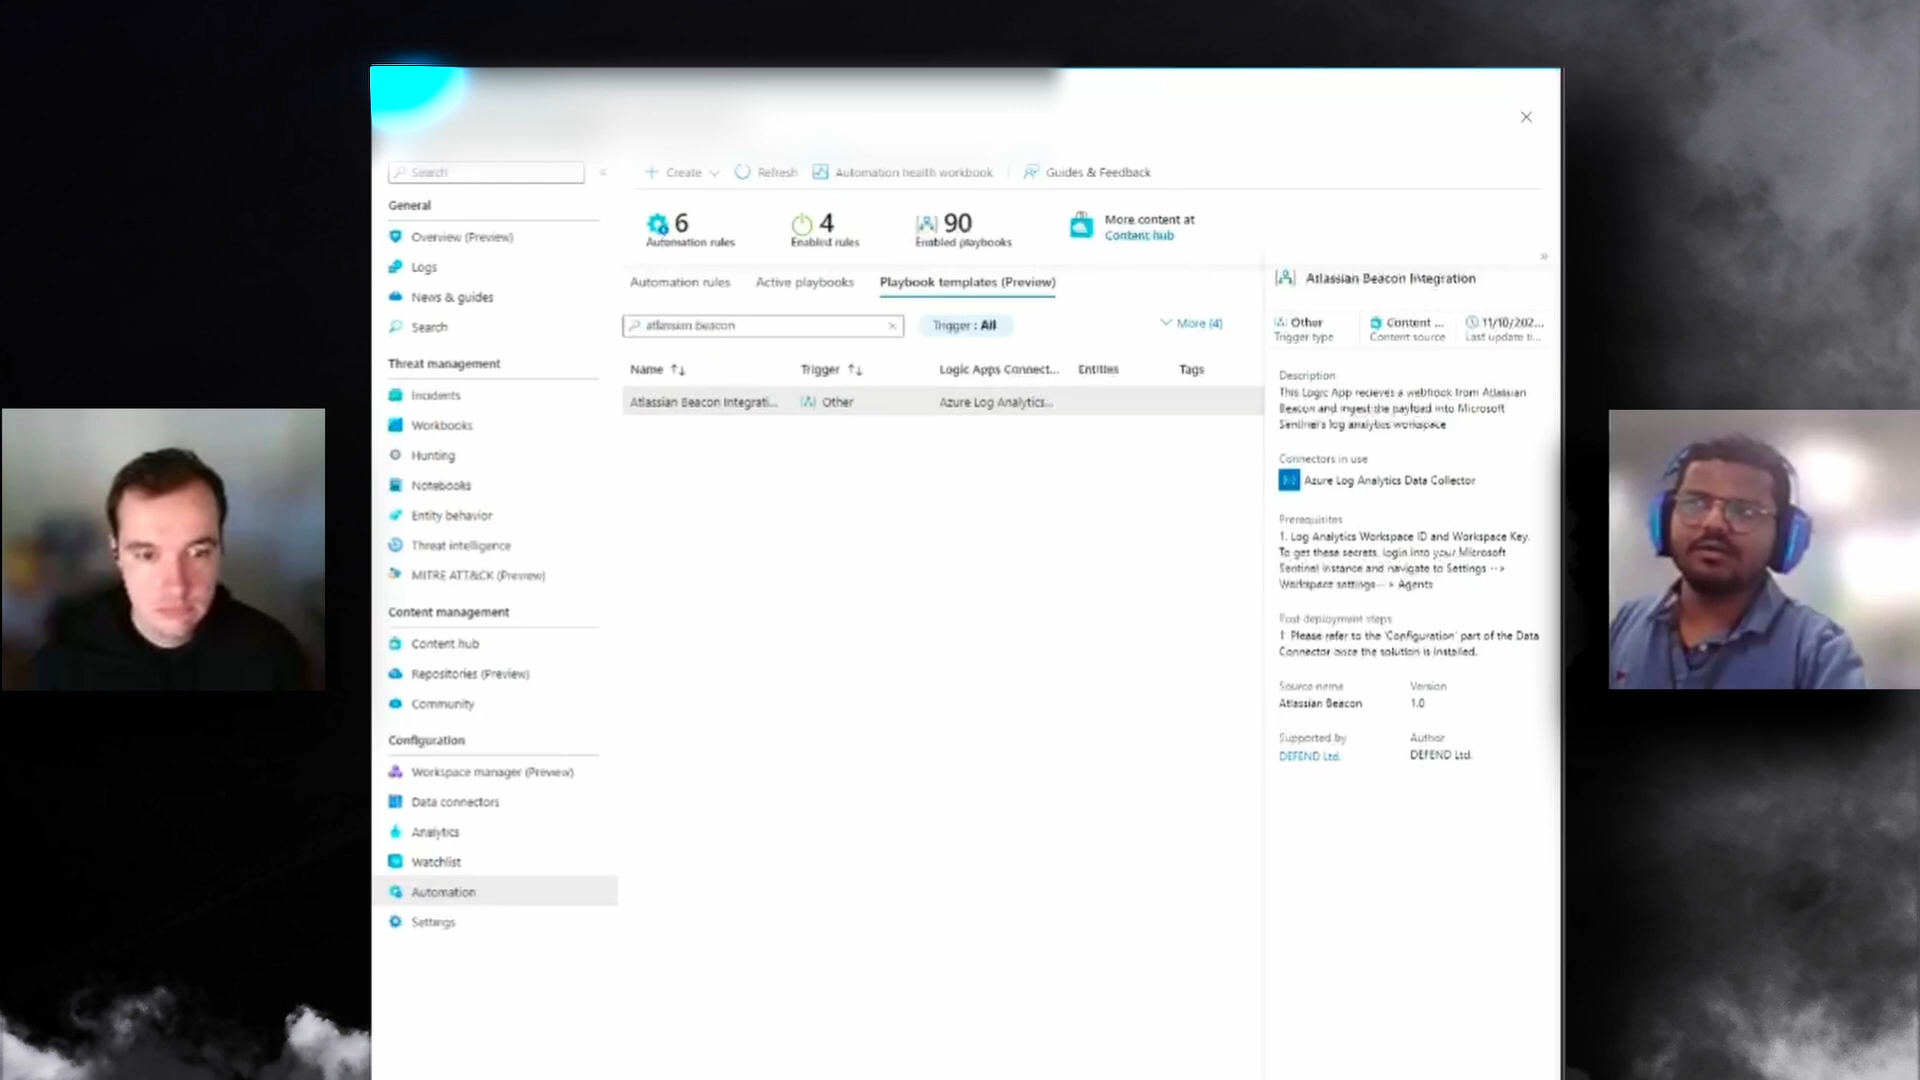 Search
«
General
Overview (Preview)
Logs
News & guides
Search
Threat management
Incidents
Workbooks
Hunting
Notebooks
Entity behavior
Threat intelligence
MITRE ATT&CK (Preview)
Content management
Content hub
Repositories (Preview)
Community
Configuration
Workspace manager (Preview)
Data connectors
Analytics
Watchlist
Automation
Settings
Create
Refresh
Automation health workbook
Guides & Feedback
6
Automation rules
4
Enabled rules
90
Enabled playbooks
More content at
Content hub
Automation rules
Active playbooks
Playbook templates (Preview)
atlassian beacon
Trigger : All
More (4)
Name
Trigger
Logic Apps Connect...
Entities
Tags
Atlassian Beacon Integrati...
Other
Azure Log Analytics...
»
Atlassian Beacon Integration
Other
Trigger type
Content ...
Content source
11/10/202...
Last update ti...
Description
This Logic App recieves a webhook from Atlassian
Beacon and ingest the payload into Microsoft
Sentinel's log analytics workspace
Connectors in use
Azure Log Analytics Data Collector
Prerequisites
1. Log Analytics Workspace ID and Workspace Key.
To get these secrets, login into your Microsoft
Sentinel instance and navigate to Settings -->
Workspace settings--> Agents
Post-deployment steps
1. Please refer to the 'Configuration' part of the Data
Connector once the solution is installed.
Source name
Atlassian Beacon
Version
1.0
Supported by
DEFEND Ltd.
Author
DEFEND Ltd.